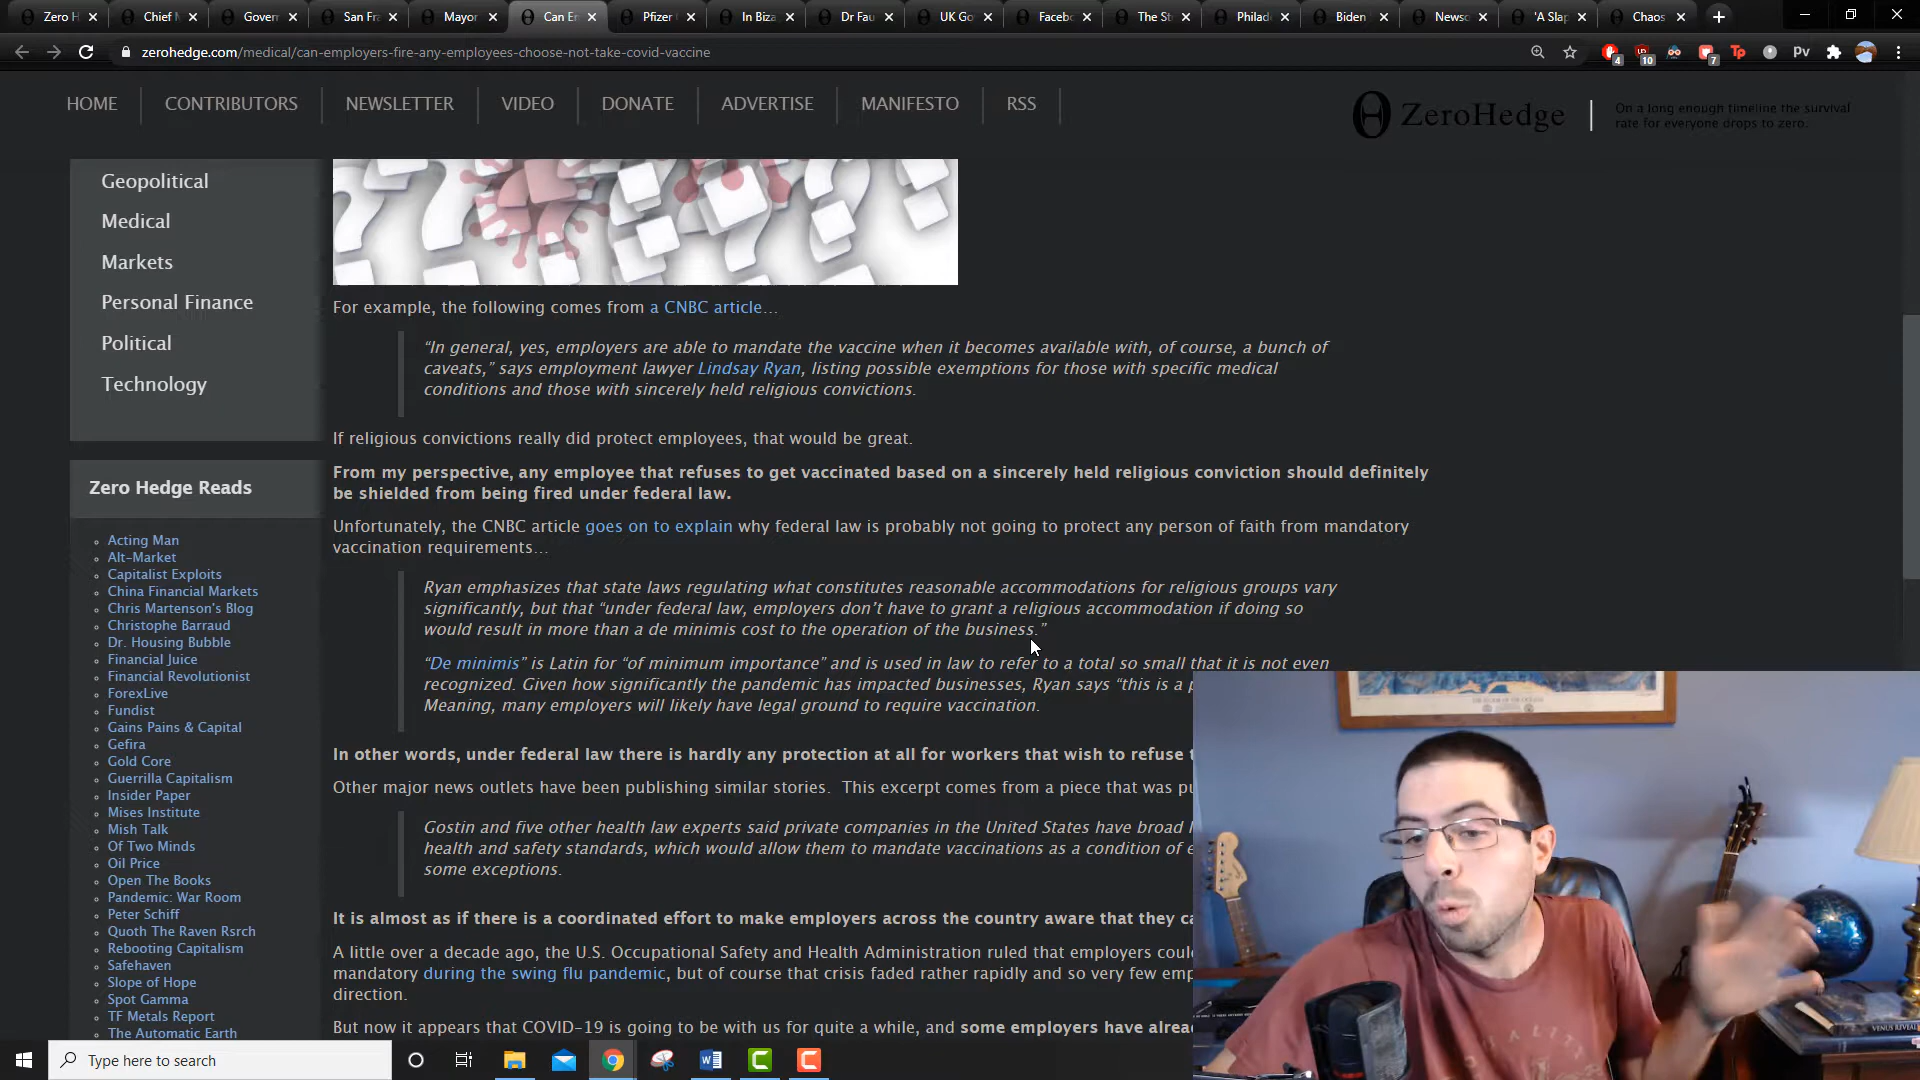 Zero H
Chief M
Govern
San Fra
Mayor
Can Em
Pfizer
In Biza
Dr Fau
UK Go
Facebo
The St
Philad
Biden
Newsc
'A Slap
Chaos
zerohedge.com/medical/can-employers-fire-any-employees-choose-not-take-covid-vaccine
4
10
7
Tp
PV
HOME
CONTRIBUTORS
NEWSLETTER
VIDEO
DONATE
ADVERTISE
MANIFESTO
RSS
ZeroHedge
On a long enough timeline the survival
rate for everyone drops to zero.
Geopolitical
Medical
Markets
Personal Finance
Political
Technology
Zero Hedge Reads
Acting Man
Alt-Market
Capitalist Exploits
China Financial Markets
Chris Martenson's Blog
Christophe Barraud
Dr. Housing Bubble
Financial Juice
Financial Revolutionist
ForexLive
Fundist
Gains Pains & Capital
Gefira
Gold Core
Guerrilla Capitalism
Insider Paper
Mises Institute
Mish Talk
Of Two Minds
Oil Price
Open The Books
Pandemic: War Room
Peter Schiff
Quoth The Raven Rsrch
Rebooting Capitalism
Safehaven
Slope of Hope
Spot Gamma
TF Metals Report
The Automatic Earth
For example, the following comes from a CNBC article…
“In general, yes, employers are able to mandate the vaccine when it becomes available with, of course, a bunch of
caveats,” says employment lawyer Lindsay Ryan, listing possible exemptions for those with specific medical
conditions and those with sincerely held religious convictions.
If religious convictions really did protect employees, that would be great.
From my perspective, any employee that refuses to get vaccinated based on a sincerely held religious conviction should definitely
be shielded from being fired under federal law.
Unfortunately, the CNBC article goes on to explain why federal law is probably not going to protect any person of faith from mandatory
vaccination requirements…
Ryan emphasizes that state laws regulating what constitutes reasonable accommodations for religious groups vary
significantly, but that “under federal law, employers don’t have to grant a religious accommodation if doing so
would result in more than a de minimis cost to the operation of the business.”
“De minimis” is Latin for “of minimum importance” and is used in law to refer to a total so small that it is not even
recognized. Given how significantly the pandemic has impacted businesses, Ryan says “this is a p
Meaning, many employers will likely have legal ground to require vaccination.
In other words, under federal law there is hardly any protection at all for workers that wish to refuse t
Other major news outlets have been publishing similar stories.  This excerpt comes from a piece that was pu
Gostin and five other health law experts said private companies in the United States have broad l
health and safety standards, which would allow them to mandate vaccinations as a condition of e
some exceptions.
It is almost as if there is a coordinated effort to make employers across the country aware that they ca
A little over a decade ago, the U.S. Occupational Safety and Health Administration ruled that employers coul
mandatory during the swing flu pandemic, but of course that crisis faded rather rapidly and so very few emp
direction.
But now it appears that COVID-19 is going to be with us for quite a while, and some employers have alrea
Type here to search